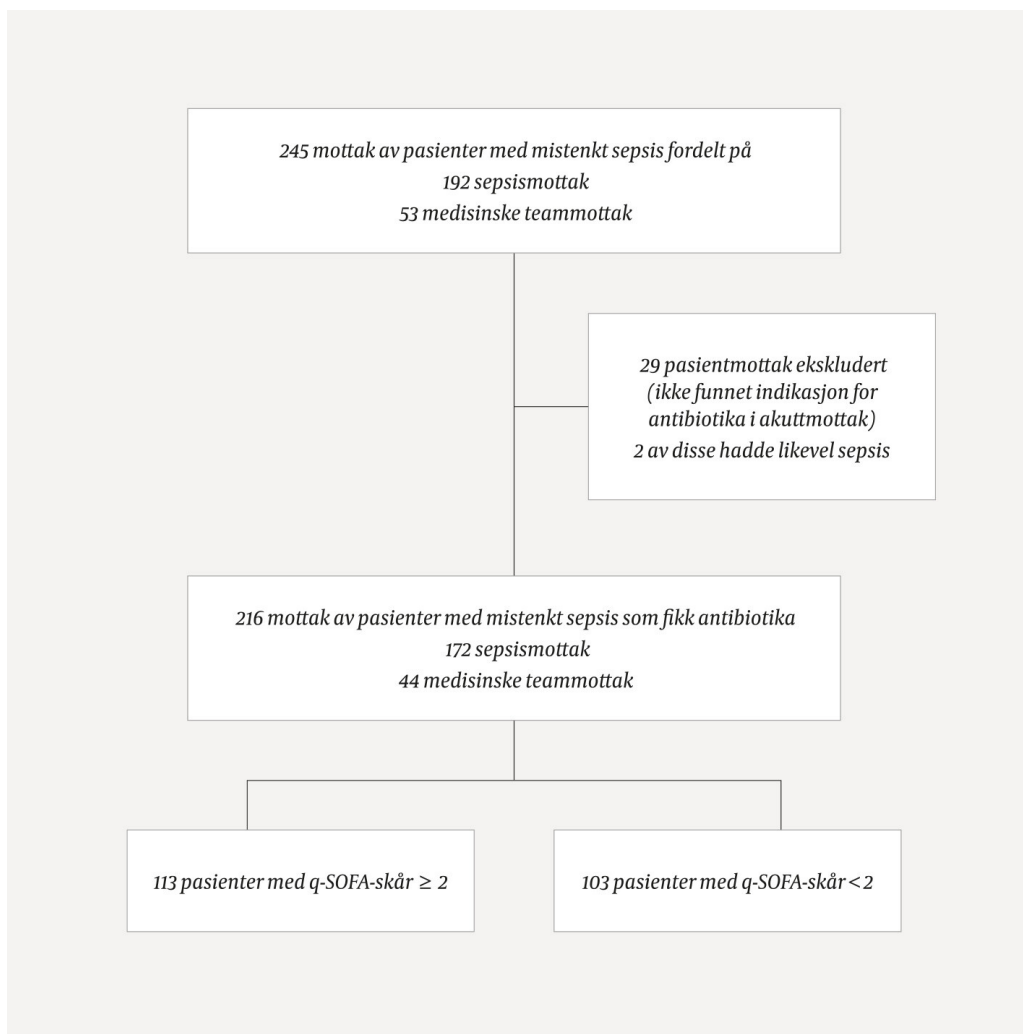 245 mottak av pasienter med mistenkt sepsis fordelt på
192 sepsismottak
53 medisinske teammottak
29 pasientmottak ekskludert
(ikke funnet indikasjon for
antibiotika i akuttmottak)
2 av disse hadde likevel sepsis
216 mottak av pasienter med mistenkt sepsis som fikk antibiotika
172 sepsismottak
44 medisinske teammottak
113 pasienter med q-SOFA-skår ≥ 2
103 pasienter med q-SOFA-skår < 2